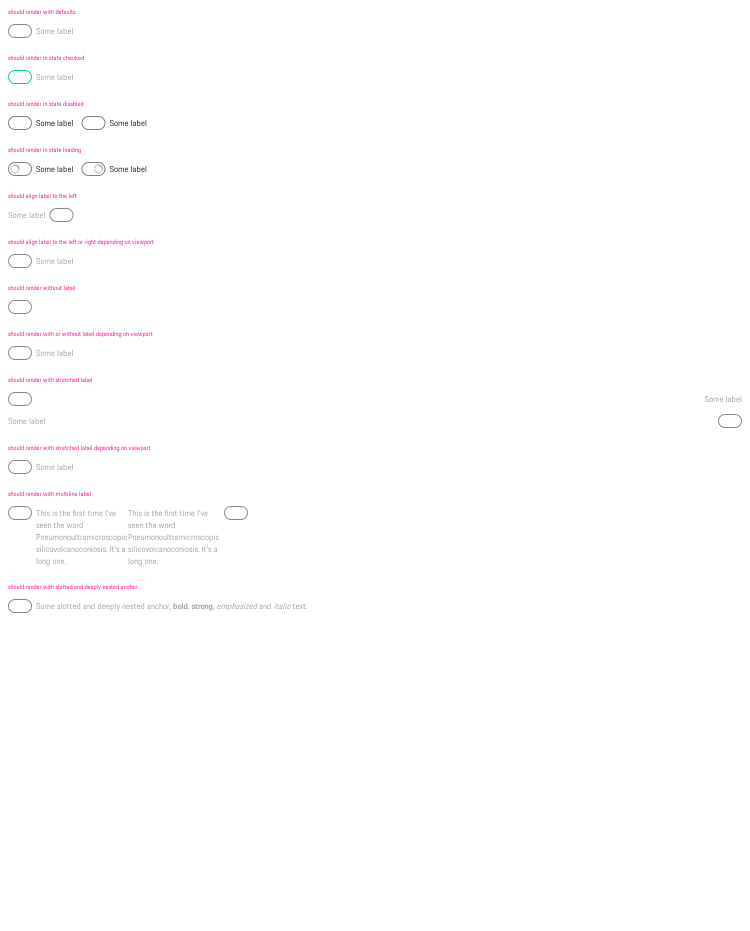 should render with defaults
Some label
should render in state checked
Some label
should render in state disabled
Some label Some label
should render in state loading
Some label Some label
should align label to the left
Some label
should align label to the left or right depending on viewport
Some label
should render without label
should render with or without label depending on viewport
Some label
should render with stretched label
Some label
Some label
should render with stretched label depending on viewport
Some label
should render with multiline label
This is the first time I've
seen the word
Pneumonoultramicroscopic
silicovolcanoconiosis. It's a
long one.
This is the first time I've
seen the word
Pneumonoultramicroscopic
silicovolcanoconiosis. It's a
long one.
should render with slotted and deeply nested anchor
Some slotted and deeply nested anchor, bold, strong, emphasized and italic text.